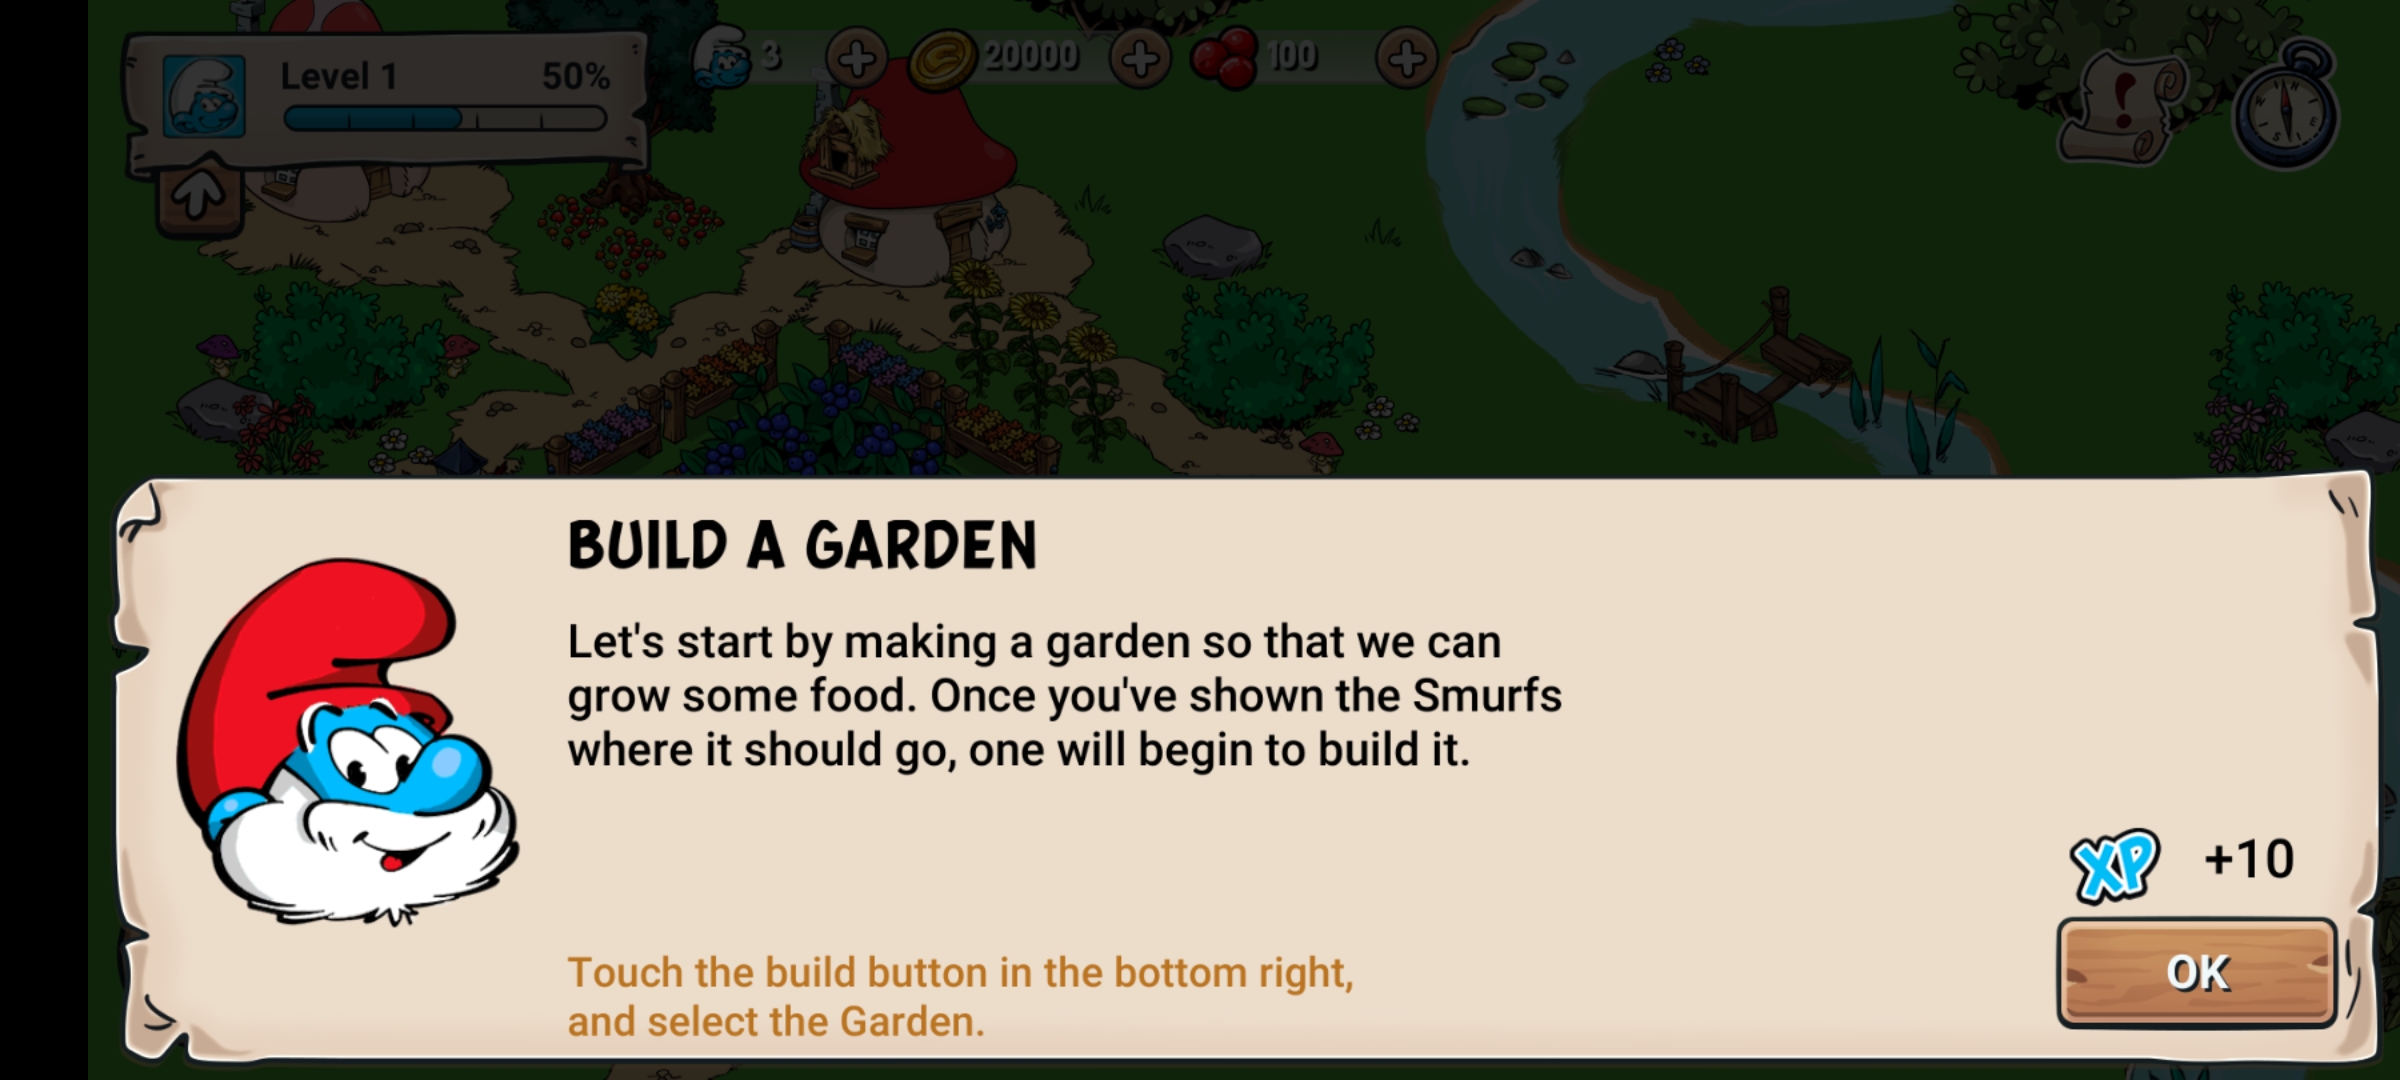 Level 1 50%
3
20000
100
BUILD A GARDEN
Let's start by making a garden so that we can
grow some food. Once you've shown the Smurfs
where it should go, one will begin to build it.
XP +10
Touch the build button in the bottom right,
and select the Garden.
OK